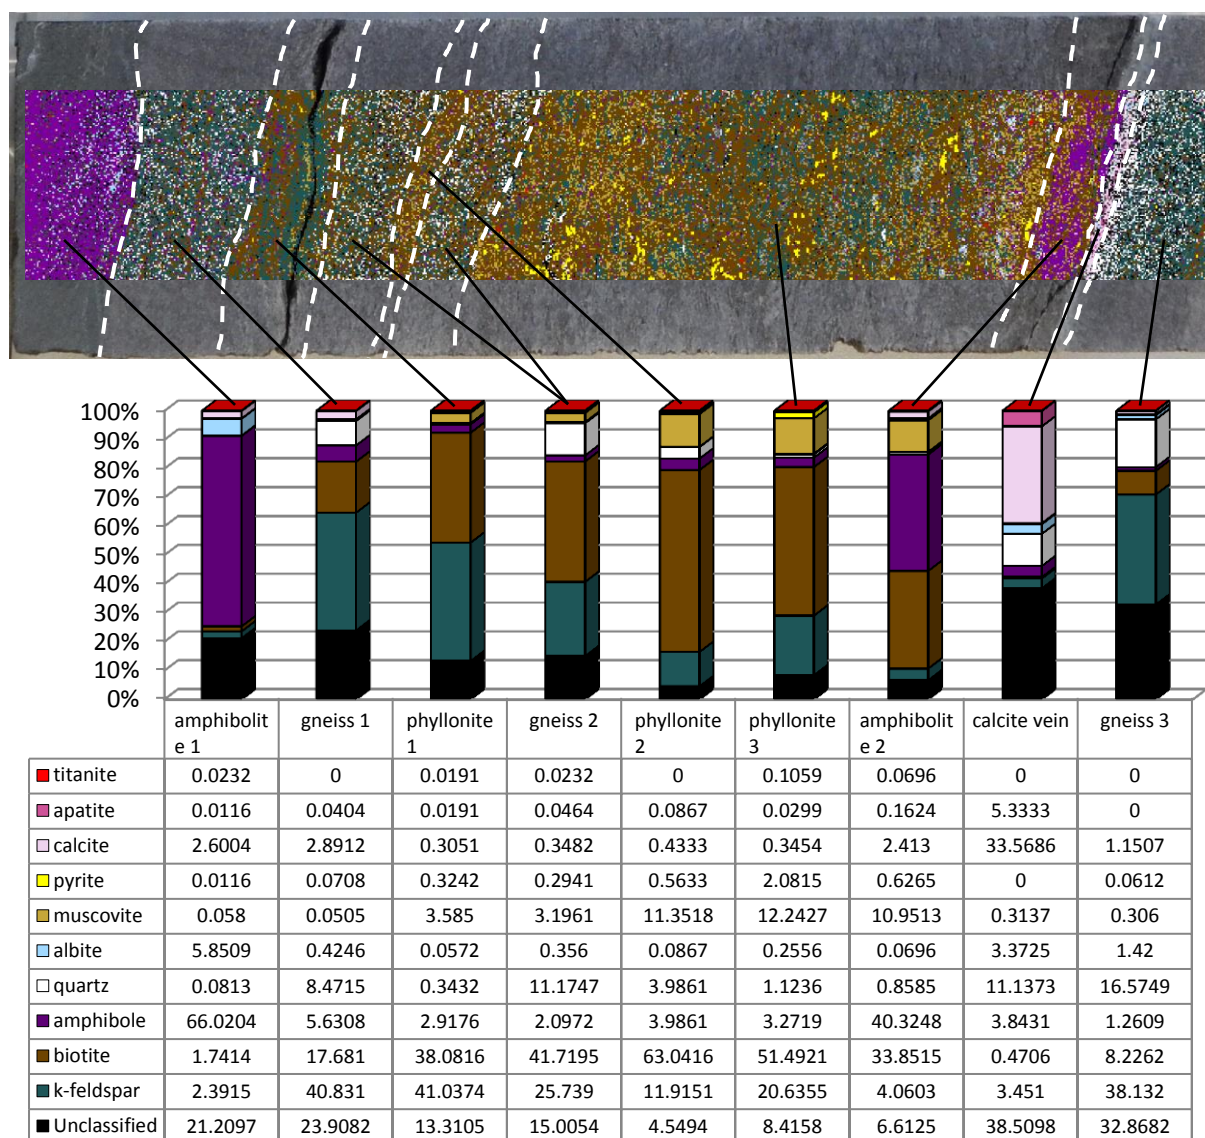 100%
90%
80%
70%
60%
50%
40%
30%
20%
10%
0%
amphibolit gneiss 1 phyllonite gneiss 2 phyllonite phyllonite amphibolit calcite vein gneiss 3
e 1 1 2 3 e 2
titanite 0.0232 0 0.0191 0.0232 0 0.1059 0.0696 0 0
apatite 0.0116 0.0404 0.0191 0.0464 0.0867 0.0299 0.1624 5.3333 0
calcite 2.6004 2.8912 0.3051 0.3482 0.4333 0.3454 2.413 33.5686 1.1507
pyrite 0.0116 0.0708 0.3242 0.2941 0.5633 2.0815 0.6265 0 0.0612
muscovite 0.058 0.0505 3.585 3.1961 11.3518 12.2427 10.9513 0.3137 0.306
albite 5.8509 0.4246 0.0572 0.356 0.0867 0.2556 0.0696 3.3725 1.42
quartz 0.0813 8.4715 0.3432 11.1747 3.9861 1.1236 0.8585 11.1373 16.5749
amphibole 66.0204 5.6308 2.9176 2.0972 3.9861 3.2719 40.3248 3.8431 1.2609
biotite 1.7414 17.681 38.0816 41.7195 63.0416 51.4921 33.8515 0.4706 8.2262
k-feldspar 2.3915 40.831 41.0374 25.739 11.9151 20.6355 4.0603 3.451 38.132
Unclassified 21.2097 23.9082 13.3105 15.0054 4.5494 8.4158 6.6125 38.5098 32.8682